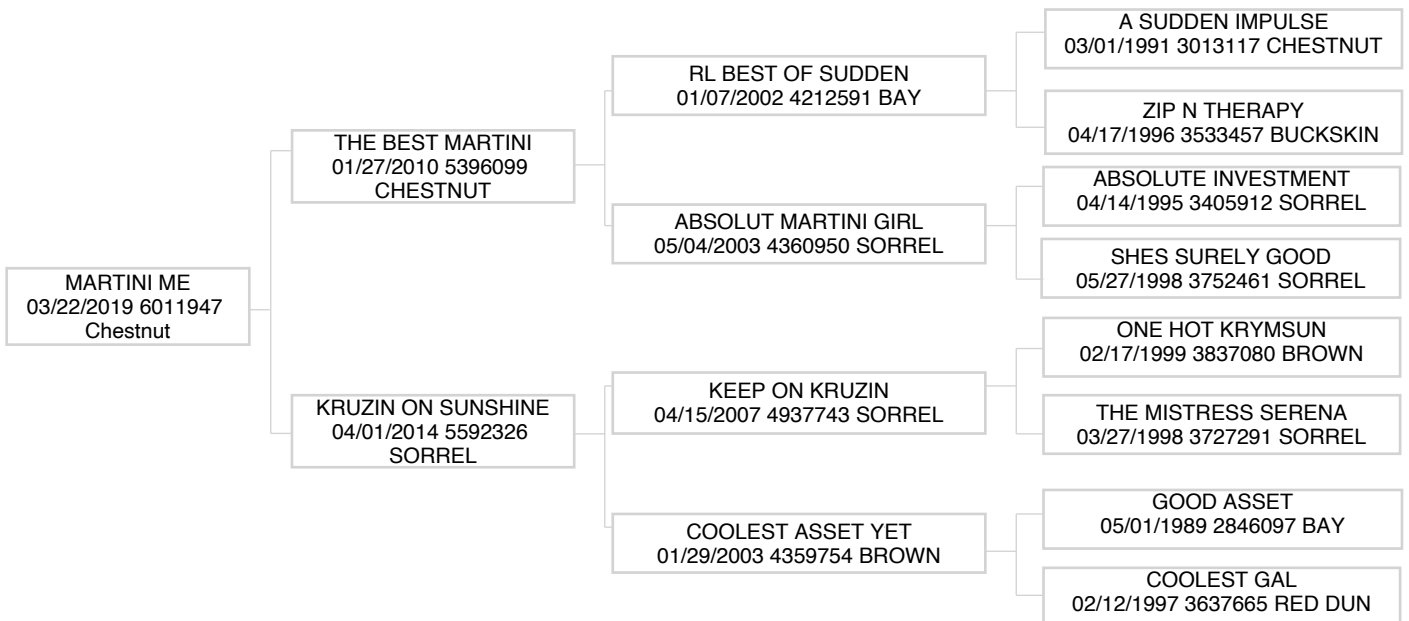 A SUDDEN IMPULSE
03/01/1991 3013117 CHESTNUT
RL BEST OF SUDDEN
01/07/2002 4212591 BAY
ZIP N THERAPY
04/17/1996 3533457 BUCKSKIN
THE BEST MARTINI
01/27/2010 5396099
CHESTNUT
ABSOLUTE INVESTMENT
04/14/1995 3405912 SORREL
ABSOLUT MARTINI GIRL
05/04/2003 4360950 SORREL
SHES SURELY GOOD
05/27/1998 3752461 SORREL
MARTINI ME
03/22/2019 6011947
Chestnut
ONE HOT KRYMSUN
02/17/1999 3837080 BROWN
KEEP ON KRUZIN
04/15/2007 4937743 SORREL
THE MISTRESS SERENA
03/27/1998 3727291 SORREL
KRUZIN ON SUNSHINE
04/01/2014 5592326
SORREL
GOOD ASSET
05/01/1989 2846097 BAY
COOLEST ASSET YET
01/29/2003 4359754 BROWN
COOLEST GAL
02/12/1997 3637665 RED DUN